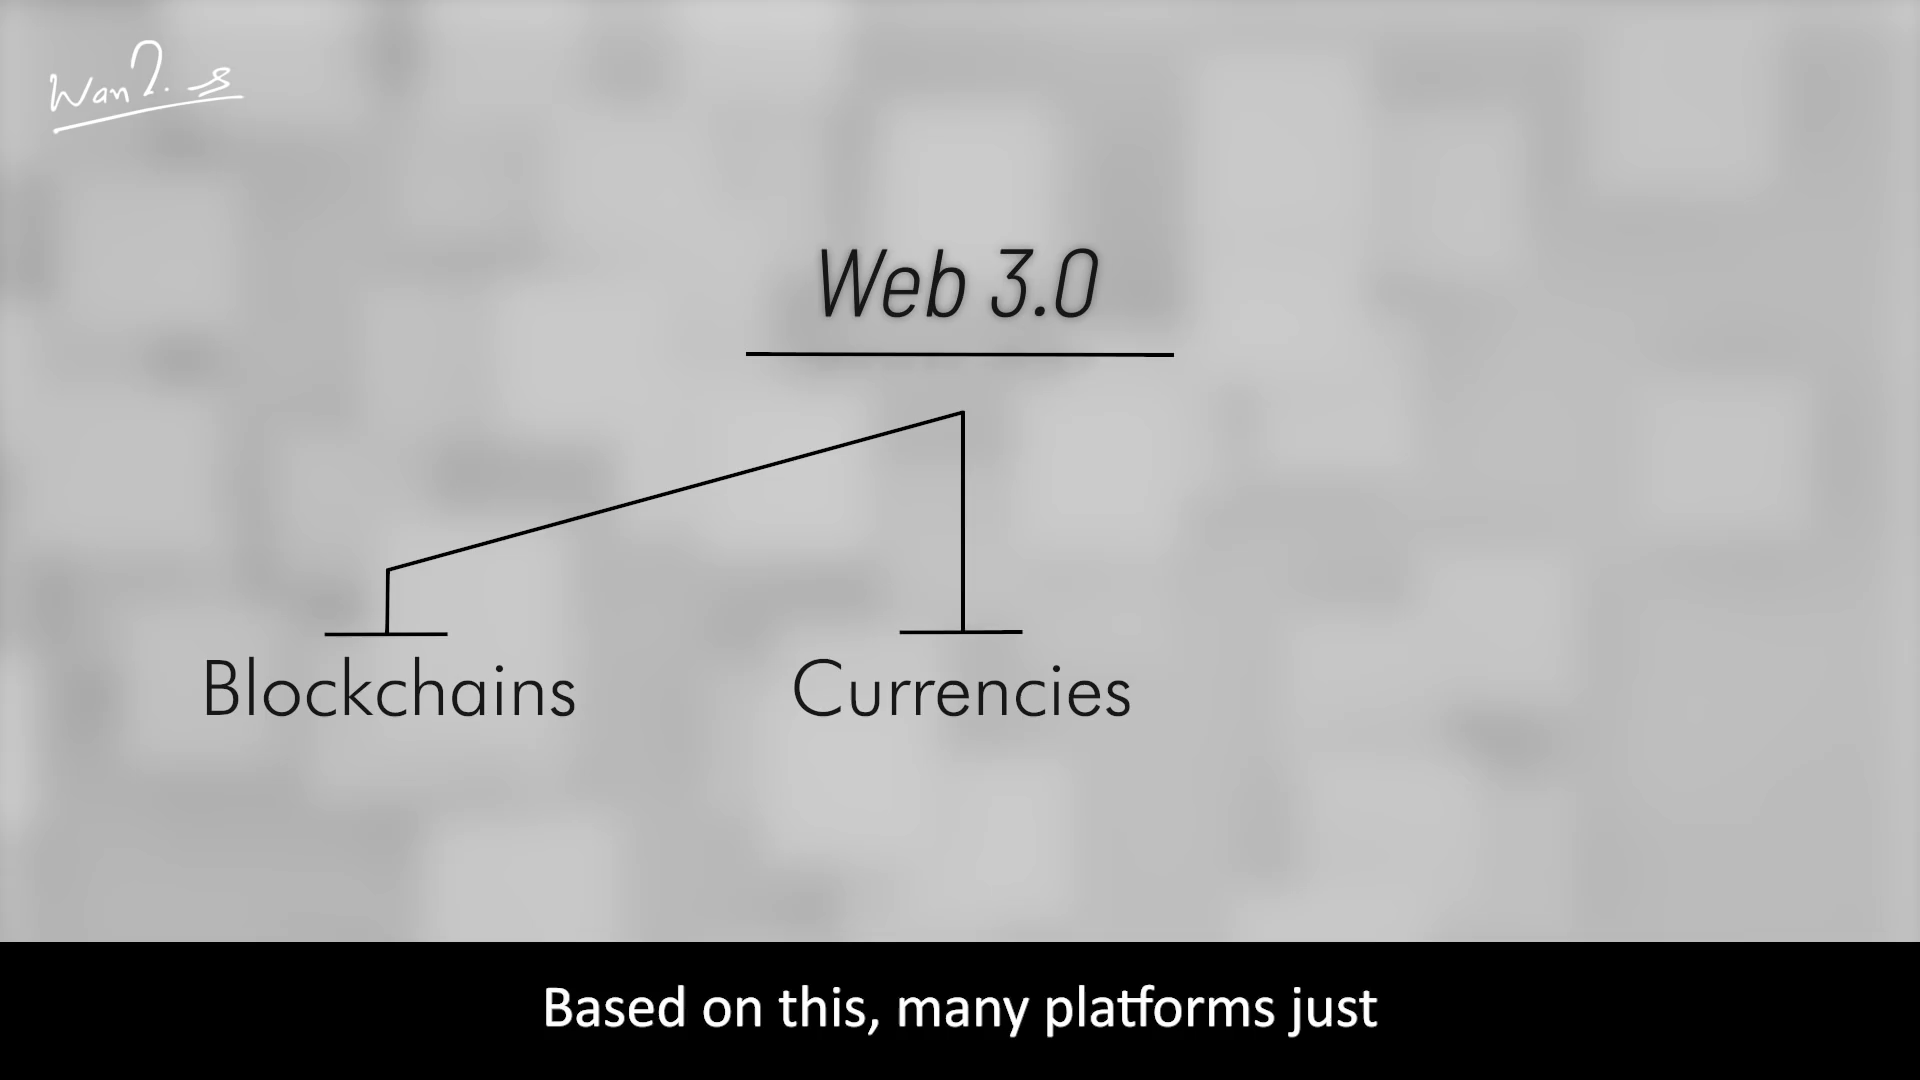 Web 3.0
Blockchains
Currencies
Based on this, many platforms just